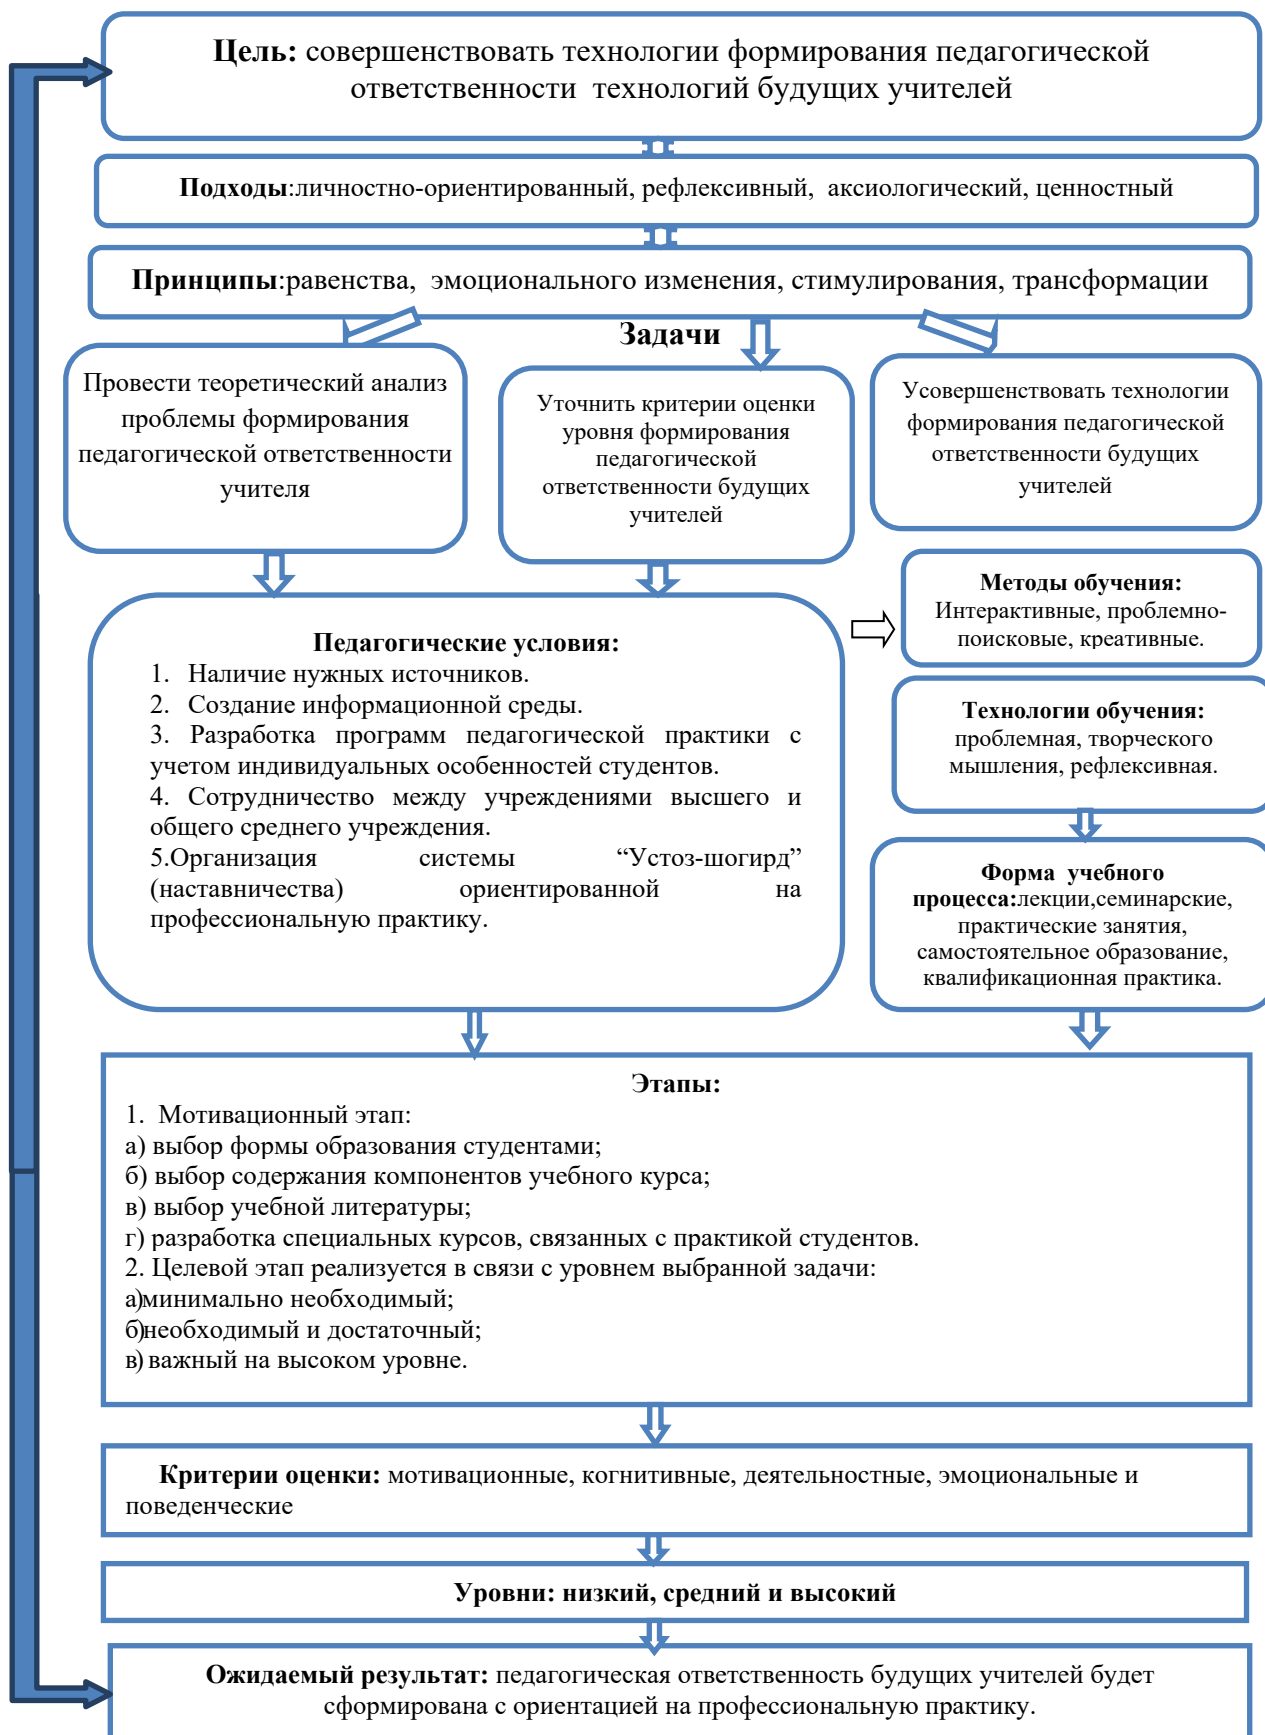 Цель: совершенствовать технологии формирования педагогической
ответственности технологий будущих учителей
Подходы:личностно-ориентированный, рефлексивный, аксиологический, ценностный
Принципы:равенства, эмоционального изменения, стимулирования, трансформации
Задачи
Провести теоретический анализ
проблемы формирования
педагогической ответственности
учителя
Уточнить критерии оценки
уровня формирования
педагогической
ответственности будущих
учителей
Усовершенствовать технологии
формирования педагогической
ответственности будущих
учителей
Педагогические условия:
1. Наличие нужных источников.
2. Создание информационной среды.
3. Разработка программ педагогической практики с
учетом индивидуальных особенностей студентов.
4. Сотрудничество между учреждениями высшего и
общего среднего учреждения.
5.Организация системы “Устоз-шогирд”
(наставничества) ориентированной на
профессиональную практику.
Методы обучения:
Интерактивные, проблемно-
поисковые, креативные.
Технологии обучения:
проблемная, творческого
мышления, рефлексивная.
Форма учебного
процесса:лекции,семинарские,
практические занятия,
самостоятельное образование,
квалификационная практика.
Этапы:
1. Мотивационный этап:
а) выбор формы образования студентами;
б) выбор содержания компонентов учебного курса;
в) выбор учебной литературы;
г) разработка специальных курсов, связанных с практикой студентов.
2. Целевой этап реализуется в связи с уровнем выбранной задачи:
а)минимально необходимый;
б)необходимый и достаточный;
в) важный на высоком уровне.
Критерии оценки: мотивационные, когнитивные, деятельностные, эмоциональные и
поведенческие
Уровни: низкий, средний и высокий
Ожидаемый результат: педагогическая ответственность будущих учителей будет
сформирована с ориентацией на профессиональную практику.